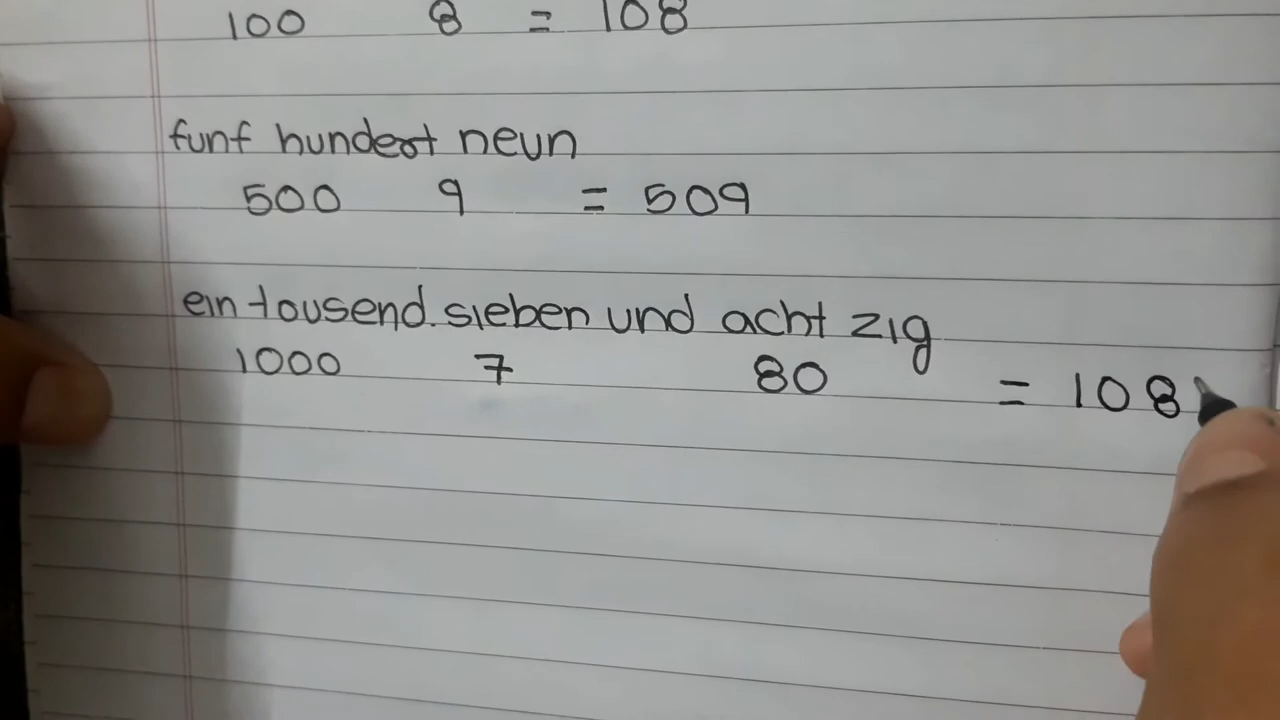 100 8 = 108
funf hundert neun
500 9 = 509
ein tousend sieben und acht zig
1000 7 80 = 108